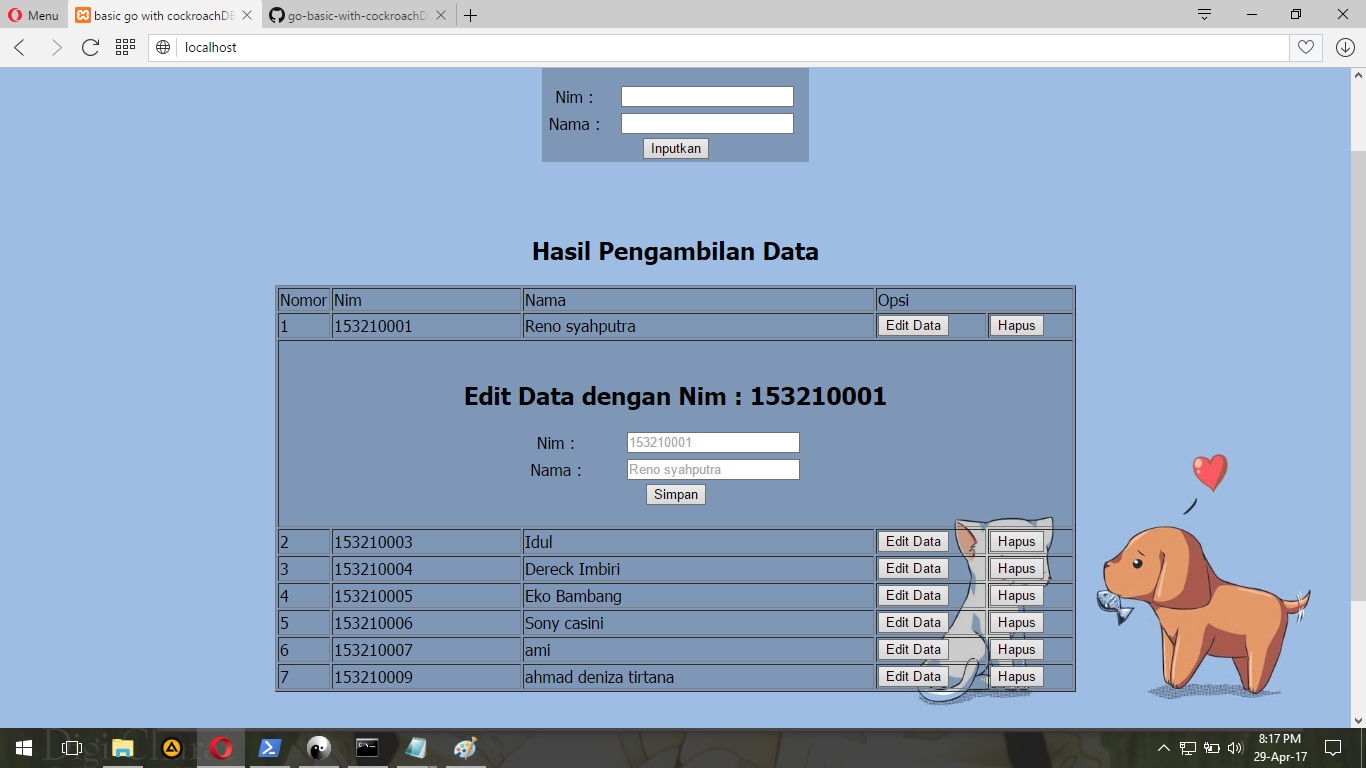 Menu
basic go with cockroachDB
go-basic-with-cockroachD
localhost
Nim :
Nama :
Inputkan
Hasil Pengambilan Data
Nomor Nim Nama Opsi
1 153210001 Reno syahputra Edit Data Hapus
Edit Data dengan Nim : 153210001
Nim : 153210001
Nama : Reno syahputra
Simpan
2 153210003 Idul Edit Data Hapus
3 153210004 Dereck Imbiri Edit Data Hapus
4 153210005 Eko Bambang Edit Data Hapus
5 153210006 Sony casini Edit Data Hapus
6 153210007 ami Edit Data Hapus
7 153210009 ahmad deniza tirtana Edit Data Hapus
8:17 PM
29-Apr-17